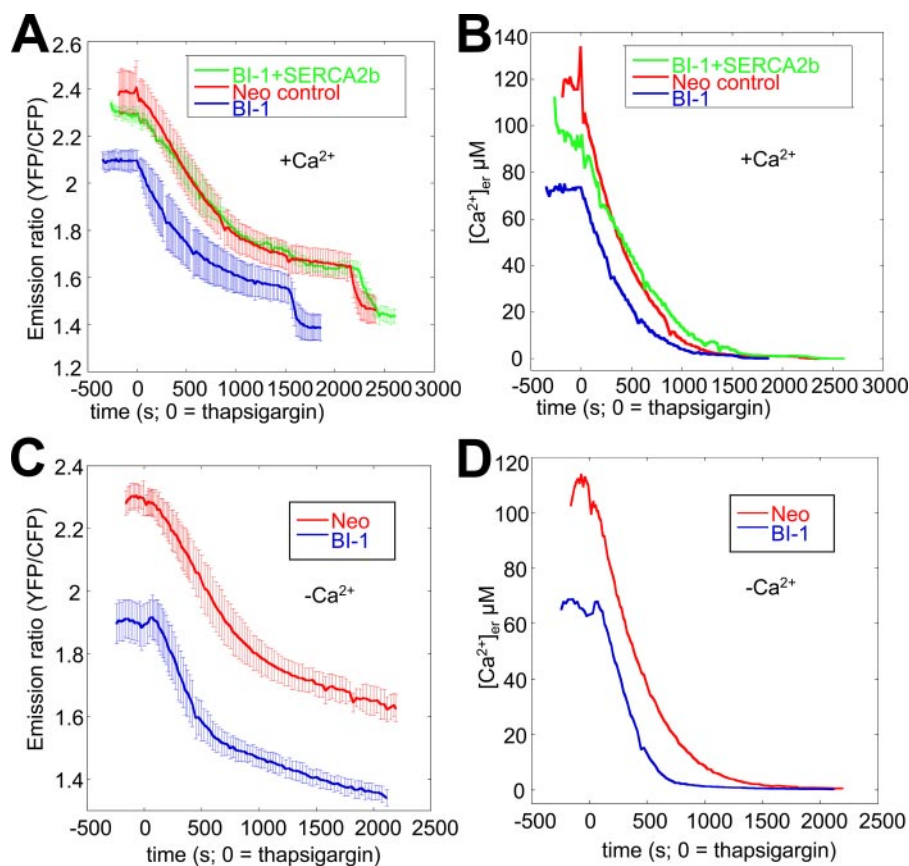 A
2.6
2.4
2.2
2
1.8
1.6
1.4
1.2
Emission ratio (YFP/CFP)
BI-1+SERCA2b
Neo control
BI-1
+Ca²⁺
-500 0 500 1000 1500 2000 2500 3000
time (s; 0 = thapsigargin)
B
140
120
100
80
60
40
20
0
[Ca²⁺]er µM
BI-1+SERCA2b
Neo control
BI-1
+Ca²⁺
-500 0 500 1000 1500 2000 2500 3000
time (s; 0 = thapsigargin)
C
2.4
2.2
2
1.8
1.6
1.4
Emission ratio (YFP/CFP)
Neo
BI-1
-Ca²⁺
-500 0 500 1000 1500 2000 2500
time (s; 0 = thapsigargin)
D
120
100
80
60
40
20
0
[Ca²⁺]er µM
Neo
BI-1
-Ca²⁺
-500 0 500 1000 1500 2000 2500
time (s; 0 = thapsigargin)